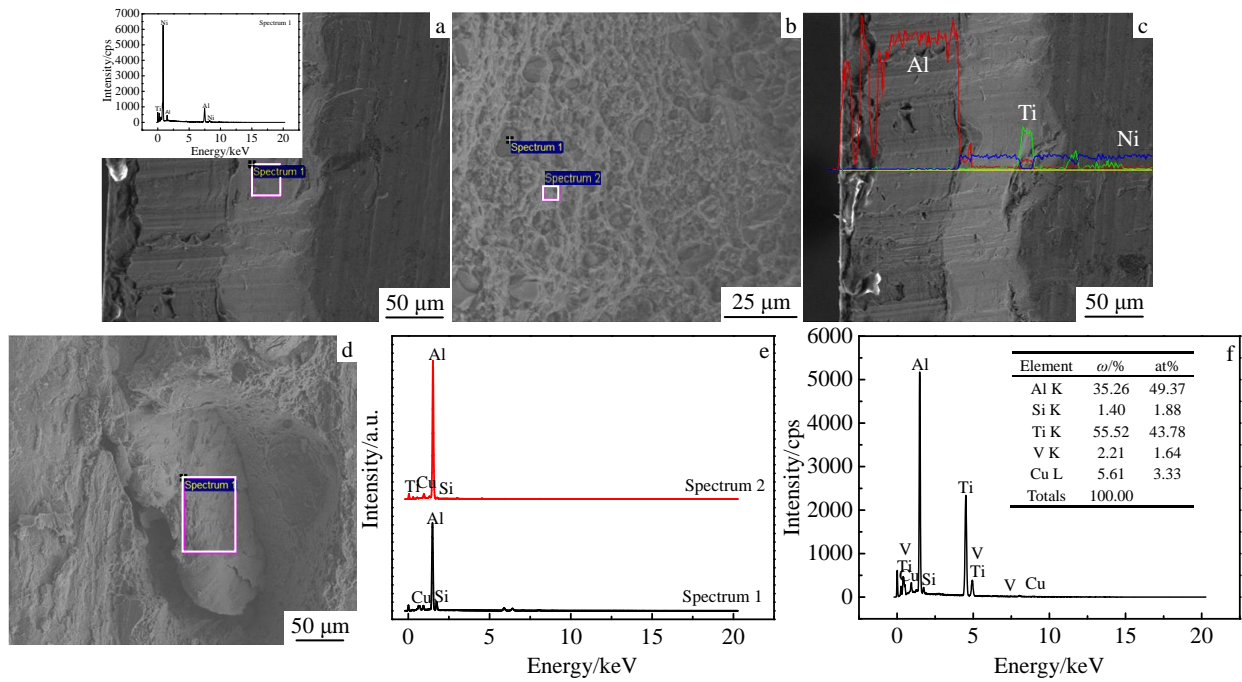 a
Spectrum 1
7000
6000
5000
4000
3000
2000
1000
0
Intensity/cps
Ni
Ti
Al
Ni
0 5 10 15 20
Energy/keV
Spectrum 1
50 μm
b
Spectrum 1
Spectrum 2
25 μm
c
Al
Ti
Ni
50 μm
d
Spectrum 1
50 μm
e
Intensity/a.u.
Al
Ti Cu Si
Spectrum 2
Al
Cu Si
Spectrum 1
0 5 10 15 20
Energy/keV
f
6000
5000
4000
3000
2000
1000
0
Intensity/cps
Al
Ti
V
Ti
Si
V
Ti
V
Cu
Element ω/% at%
Al K 35.26 49.37
Si K 1.40 1.88
Ti K 55.52 43.78
V K 2.21 1.64
Cu L 5.61 3.33
Totals 100.00
0 5 10 15 20
Energy/keV